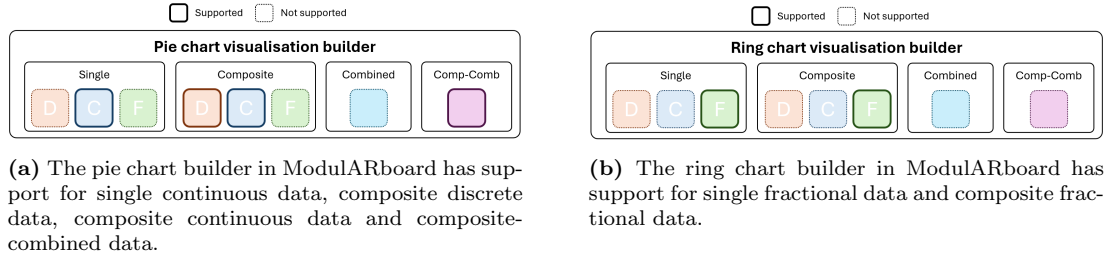 Supported Not supported
Pie chart visualisation builder
Single Composite Combined Comp-Comb
D C F D C F
(a) The pie chart builder in ModulARboard has sup-
port for single continuous data, composite discrete
data, composite continuous data and composite-
combined data.
Supported Not supported
Ring chart visualisation builder
Single Composite Combined Comp-Comb
D C F D C F
(b) The ring chart builder in ModulARboard has
support for single fractional data and composite frac-
tional data.